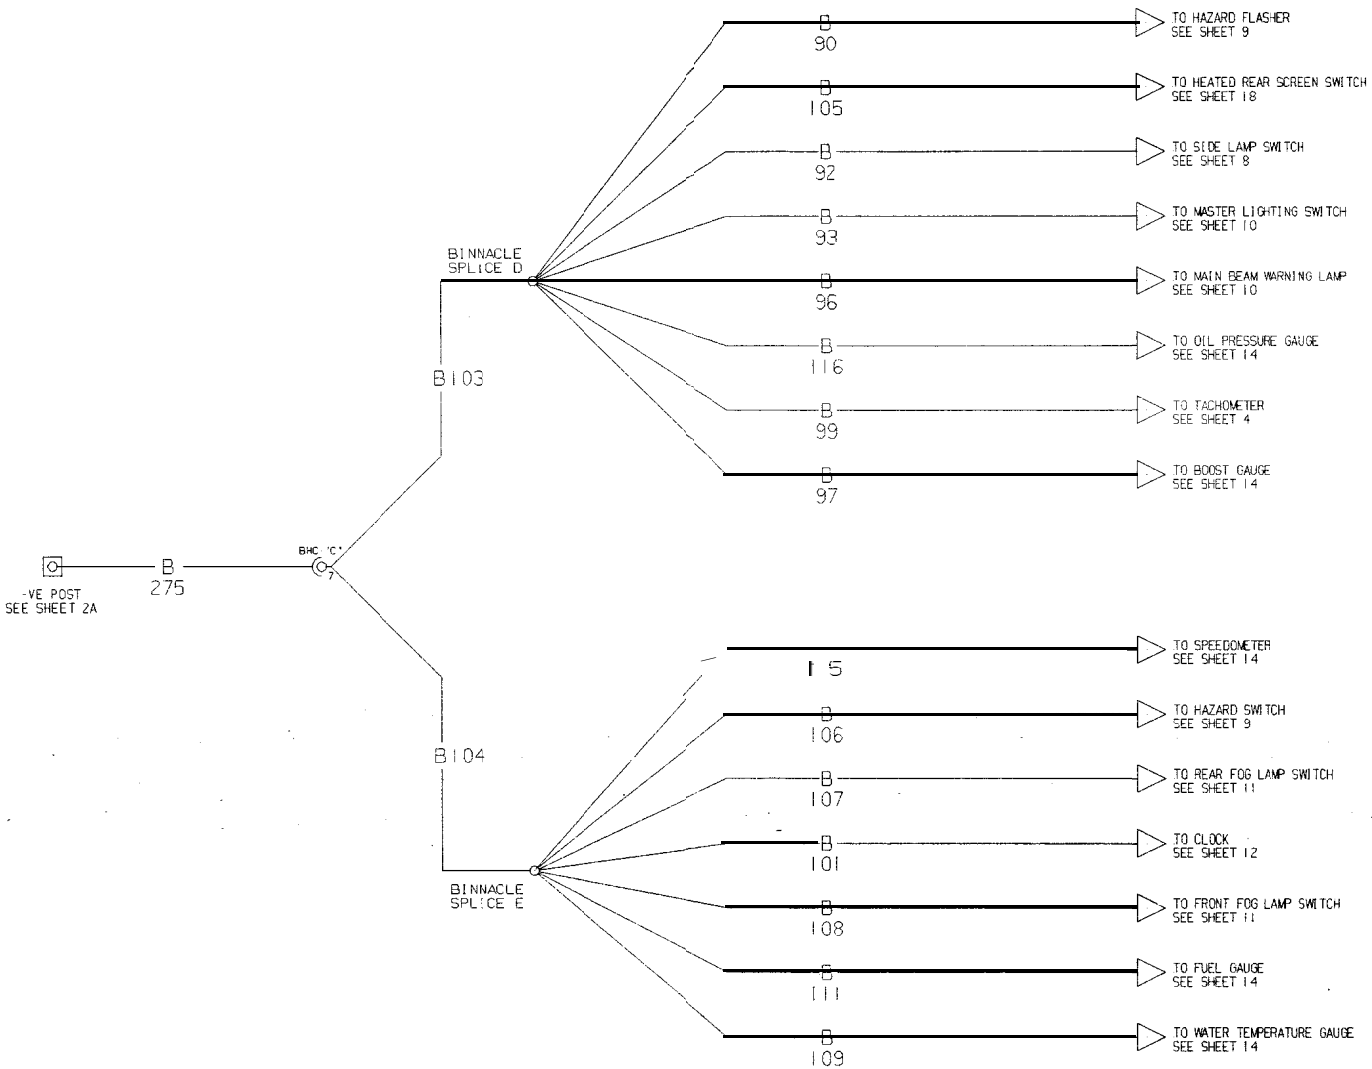 B
90
TO HAZARD FLASHER
SEE SHEET 9
B
105
TO HEATED REAR SCREEN SWITCH
SEE SHEET 18
B
92
TO SIDE LAMP SWITCH
SEE SHEET 8
B
93
TO MASTER LIGHTING SWITCH
SEE SHEET 10
BINNACLE
SPLICE D
B
96
TO MAIN BEAM WARNING LAMP
SEE SHEET 10
B
116
TO OIL PRESSURE GAUGE
SEE SHEET 14
B103
B
99
TO TACHOMETER
SEE SHEET 4
B
97
TO BOOST GAUGE
SEE SHEET 14
-VE POST
SEE SHEET 2A
B
275
BHC 'C'
7
TO SPEEDOMETER
SEE SHEET 14
B
106
TO HAZARD SWITCH
SEE SHEET 9
B104
B
107
TO REAR FOG LAMP SWITCH
SEE SHEET 11
B
101
TO CLOCK
SEE SHEET 12
BINNACLE
SPLICE E
B
108
TO FRONT FOG LAMP SWITCH
SEE SHEET 11
B
111
TO FUEL GAUGE
SEE SHEET 14
B
109
TO WATER TEMPERATURE GAUGE
SEE SHEET 14